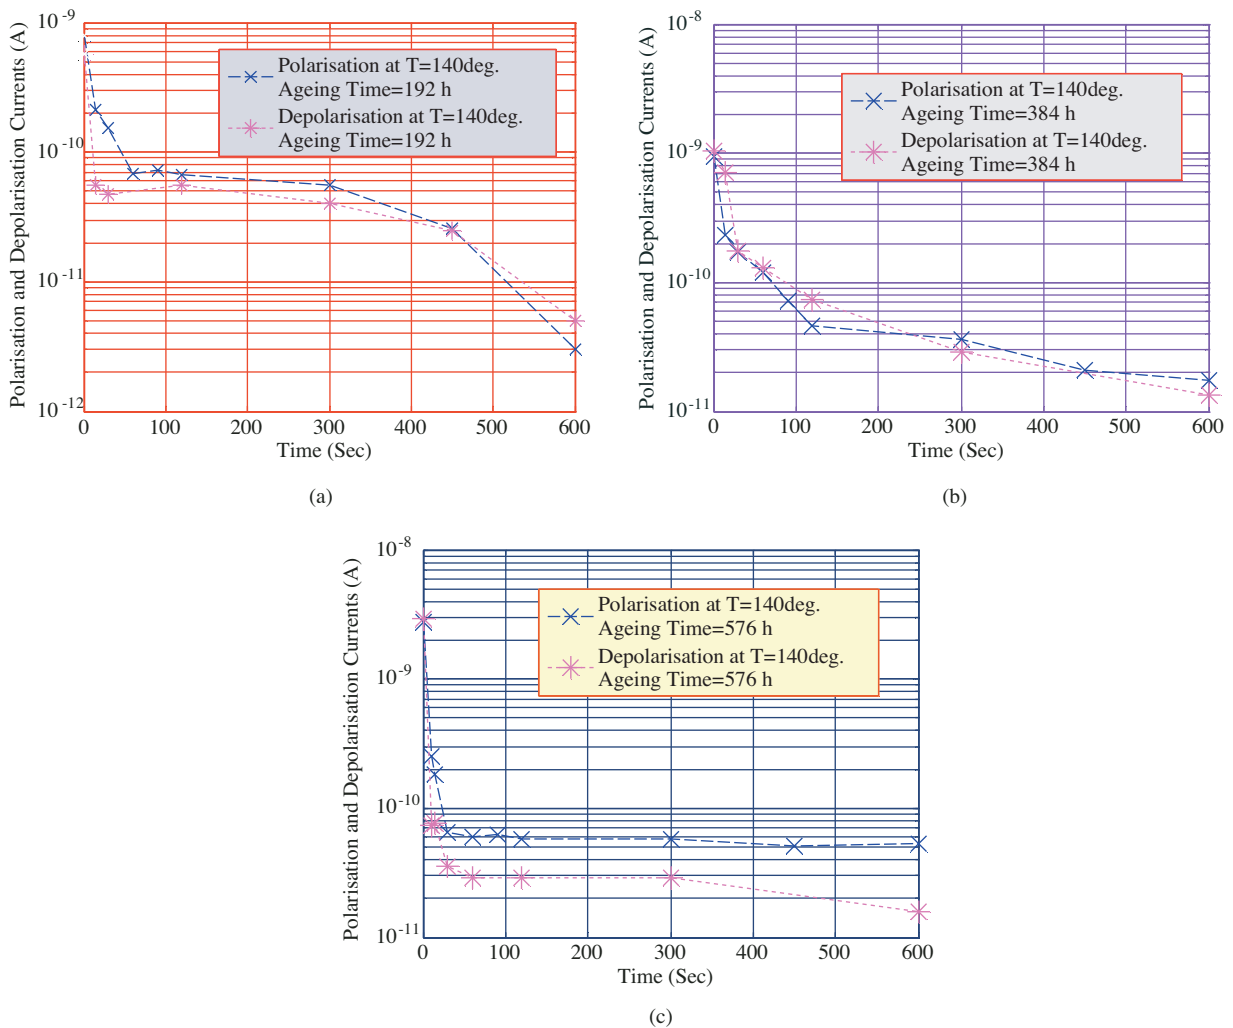 Polarisation and Depolarisation Currents (A)
10-9
10-10
10-11
10-12
Polarisation at T=140deg.
Ageing Time=192 h
Depolarisation at T=140deg.
Ageing Time=192 h
0 100 200 300 400 500 600
Time (Sec)
(a)
Polarisation and Depolarisation Currents (A)
10-8
10-9
10-10
10-11
Polarisation at T=140deg.
Ageing Time=384 h
Depolarisation at T=140deg.
Ageing Time=384 h
0 100 200 300 400 500 600
Time (Sec)
(b)
Polarisation and Depolarisation Currents (A)
10-8
10-9
10-10
10-11
Polarisation at T=140deg.
Ageing Time=576 h
Depolarisation at T=140deg.
Ageing Time=576 h
0 100 200 300 400 500 600
Time (Sec)
(c)